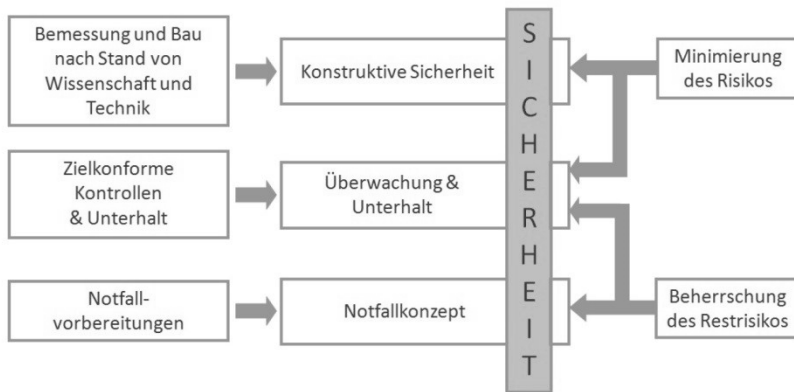 Bemessung und Bau
nach Stand von
Wissenschaft und
Technik
Konstruktive Sicherheit
Minimierung
des Risikos
Zielkonforme
Kontrollen
& Unterhalt
Überwachung &
Unterhalt
Notfall-
vorbereitungen
Notfallkonzept
Beherrschung
des Restrisikos
SICHERHEIT